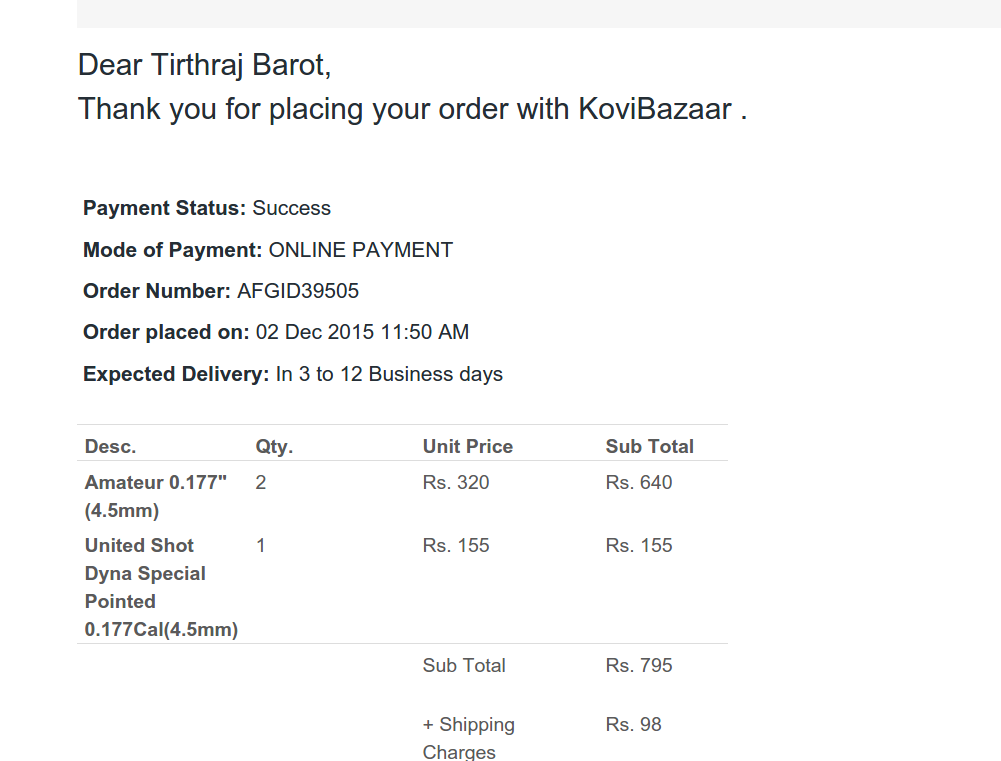 Dear Tirthraj Barot,
Thank you for placing your order with KoviBazaar .
Payment Status: Success
Mode of Payment: ONLINE PAYMENT
Order Number: AFGID39505
Order placed on: 02 Dec 2015 11:50 AM
Expected Delivery: In 3 to 12 Business days
Desc. Qty. Unit Price Sub Total
Amateur 0.177" 2 Rs. 320 Rs. 640
(4.5mm)
United Shot 1 Rs. 155 Rs. 155
Dyna Special
Pointed
0.177Cal(4.5mm)
Sub Total Rs. 795
+ Shipping Rs. 98
Charges